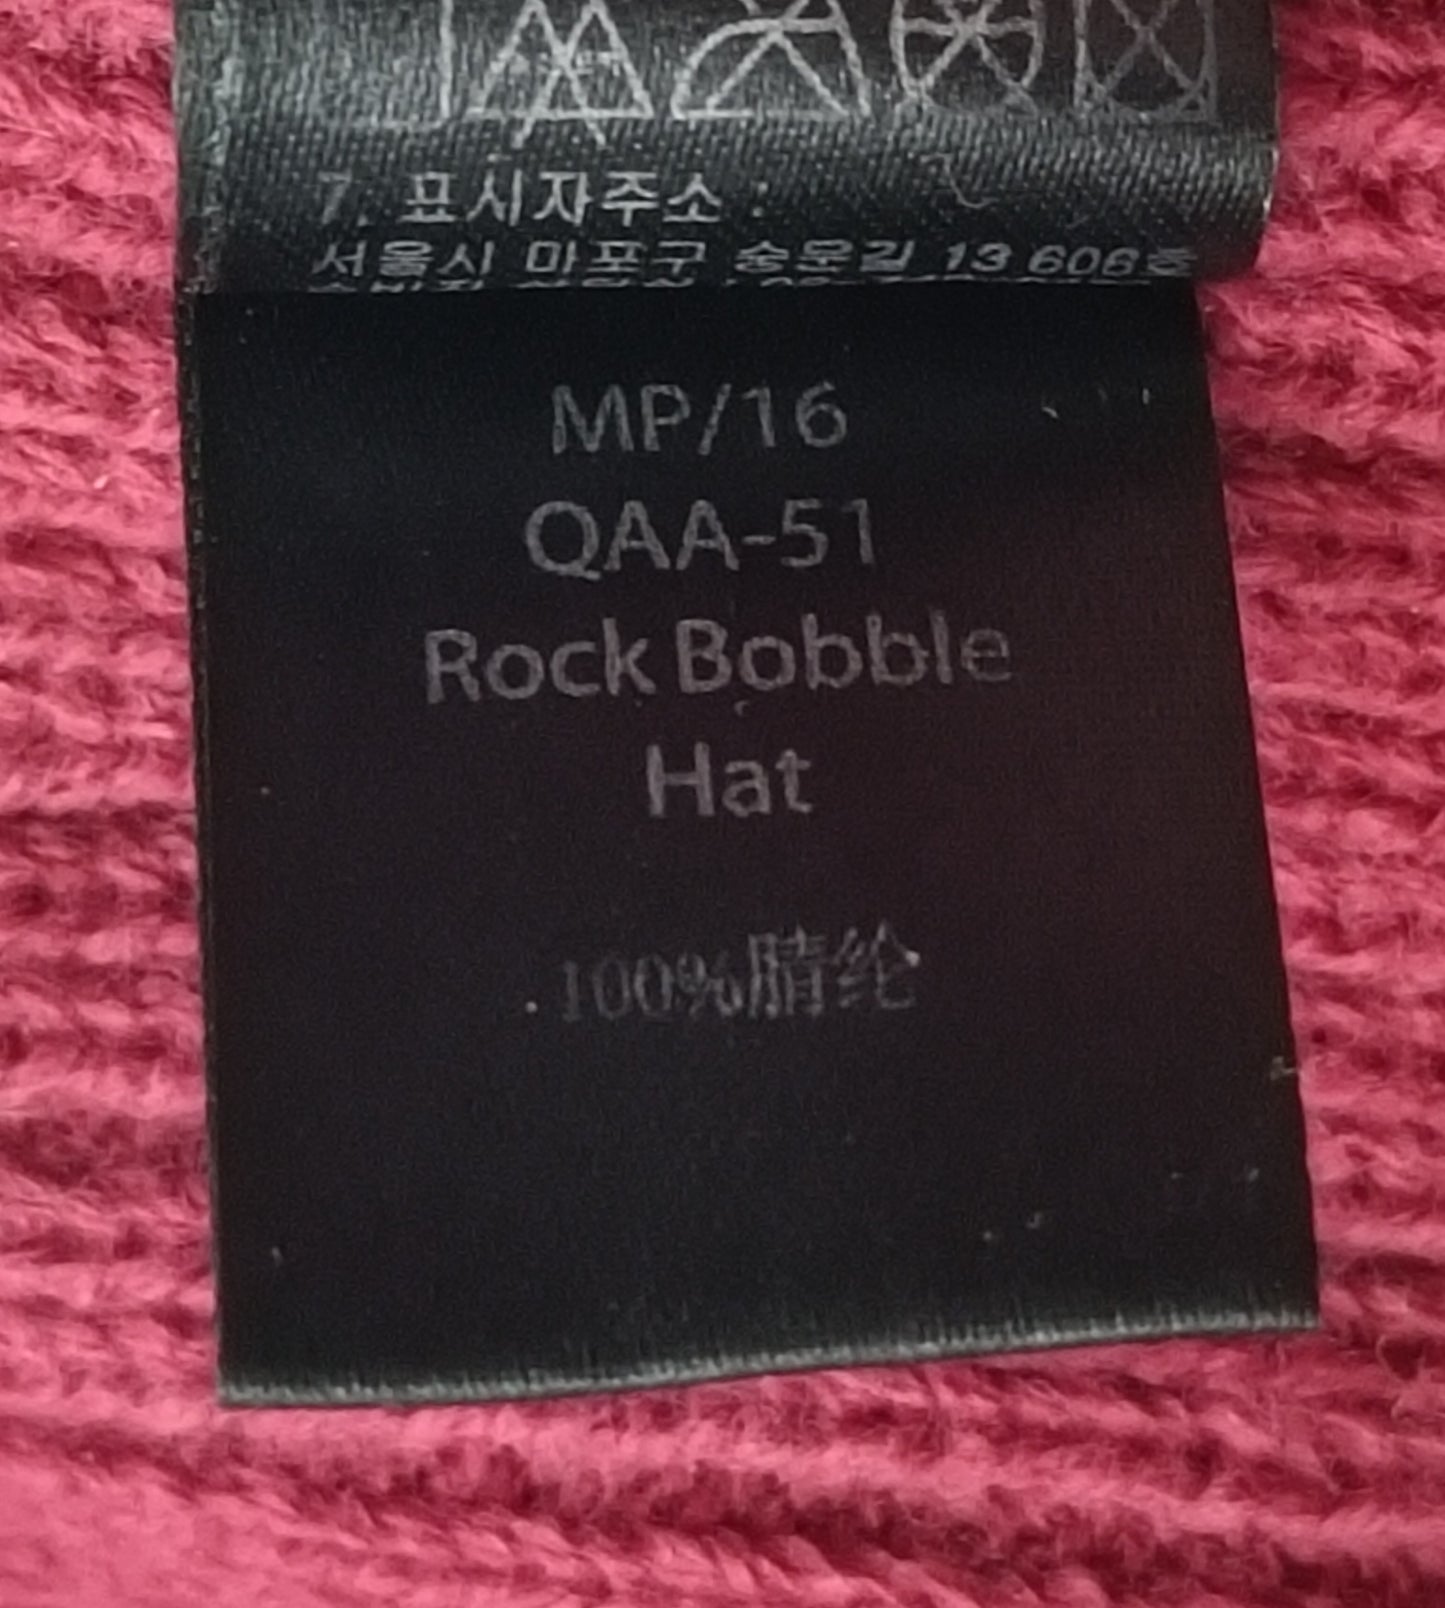 7. 표시자주소 :
서울시 마포구 숭문길 13 606호
MP/16
QAA-51
Rock Bobble
Hat
100%腈纶